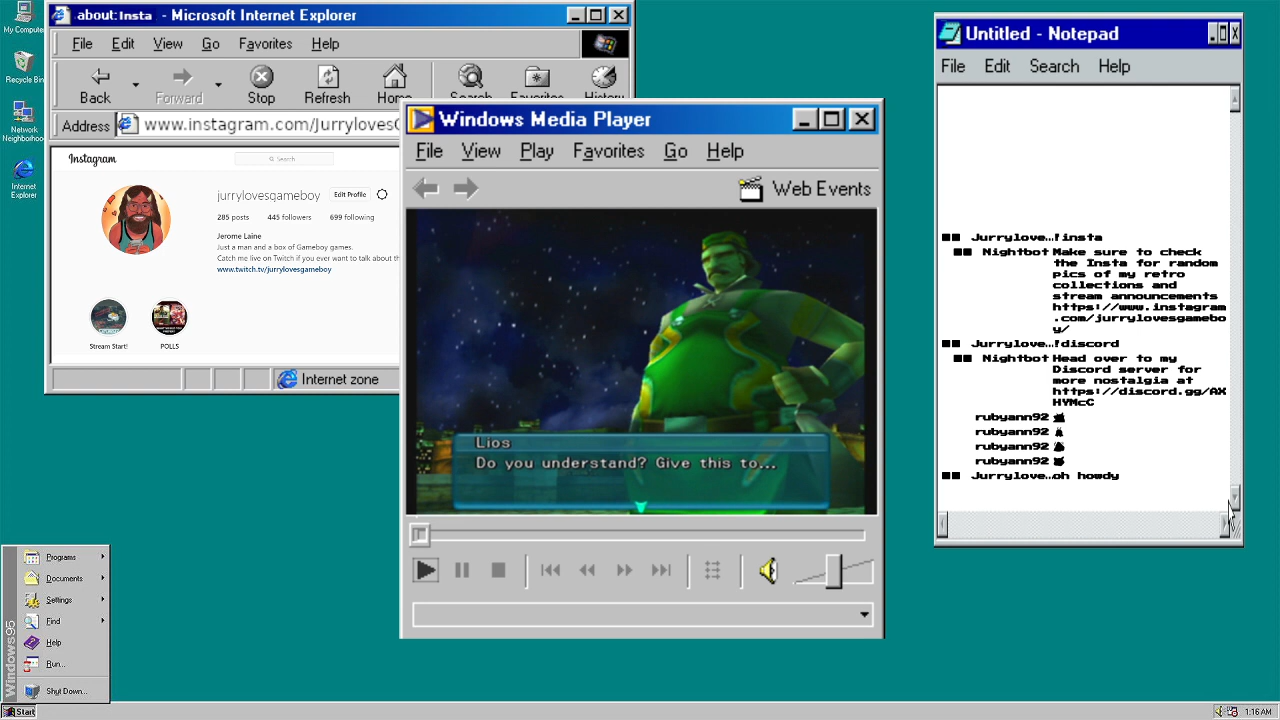 My Compute
Recycle Bin
Network
Neighborhoo
Internet
Explorer
about:Insta - Microsoft Internet Explorer
File Edit View Go Favorites Help
Back Forward Stop Refresh Home Search Favorites History
Address www.instagram.com/JurrylovesG
Instagram
Search
jurrylovesgameboy Edit Profile
285 posts 445 followers 699 following
Jerome Laine
Just a man and a box of Gameboy games.
Catch me live on Twitch if you ever want to talk about th
www.twitch.tv/jurrylovesgameboy
Stream Start! POLLS
Internet zone
Windows Media Player
File View Play Favorites Go Help
Web Events
Lios
Do you understand? Give this to...
Untitled - Notepad
File Edit Search Help
Jurrylove...!insta
Nightbot Make sure to check
the Insta for random
pics of my retro
collections and
stream announcements
https://www.instagram
.com/jurrylovesgamebo
y/
Jurrylove...!discord
Nightbot Head over to my
Discord server for
more nostalgia at
https://discord.gg/AX
HYMcC
rubyann92
rubyann92
rubyann92
rubyann92
Jurrylove...oh howdy
Windows95
Programs
Documents
Settings
Find
Help
Run...
Shut Down...
Start
1:16 AM